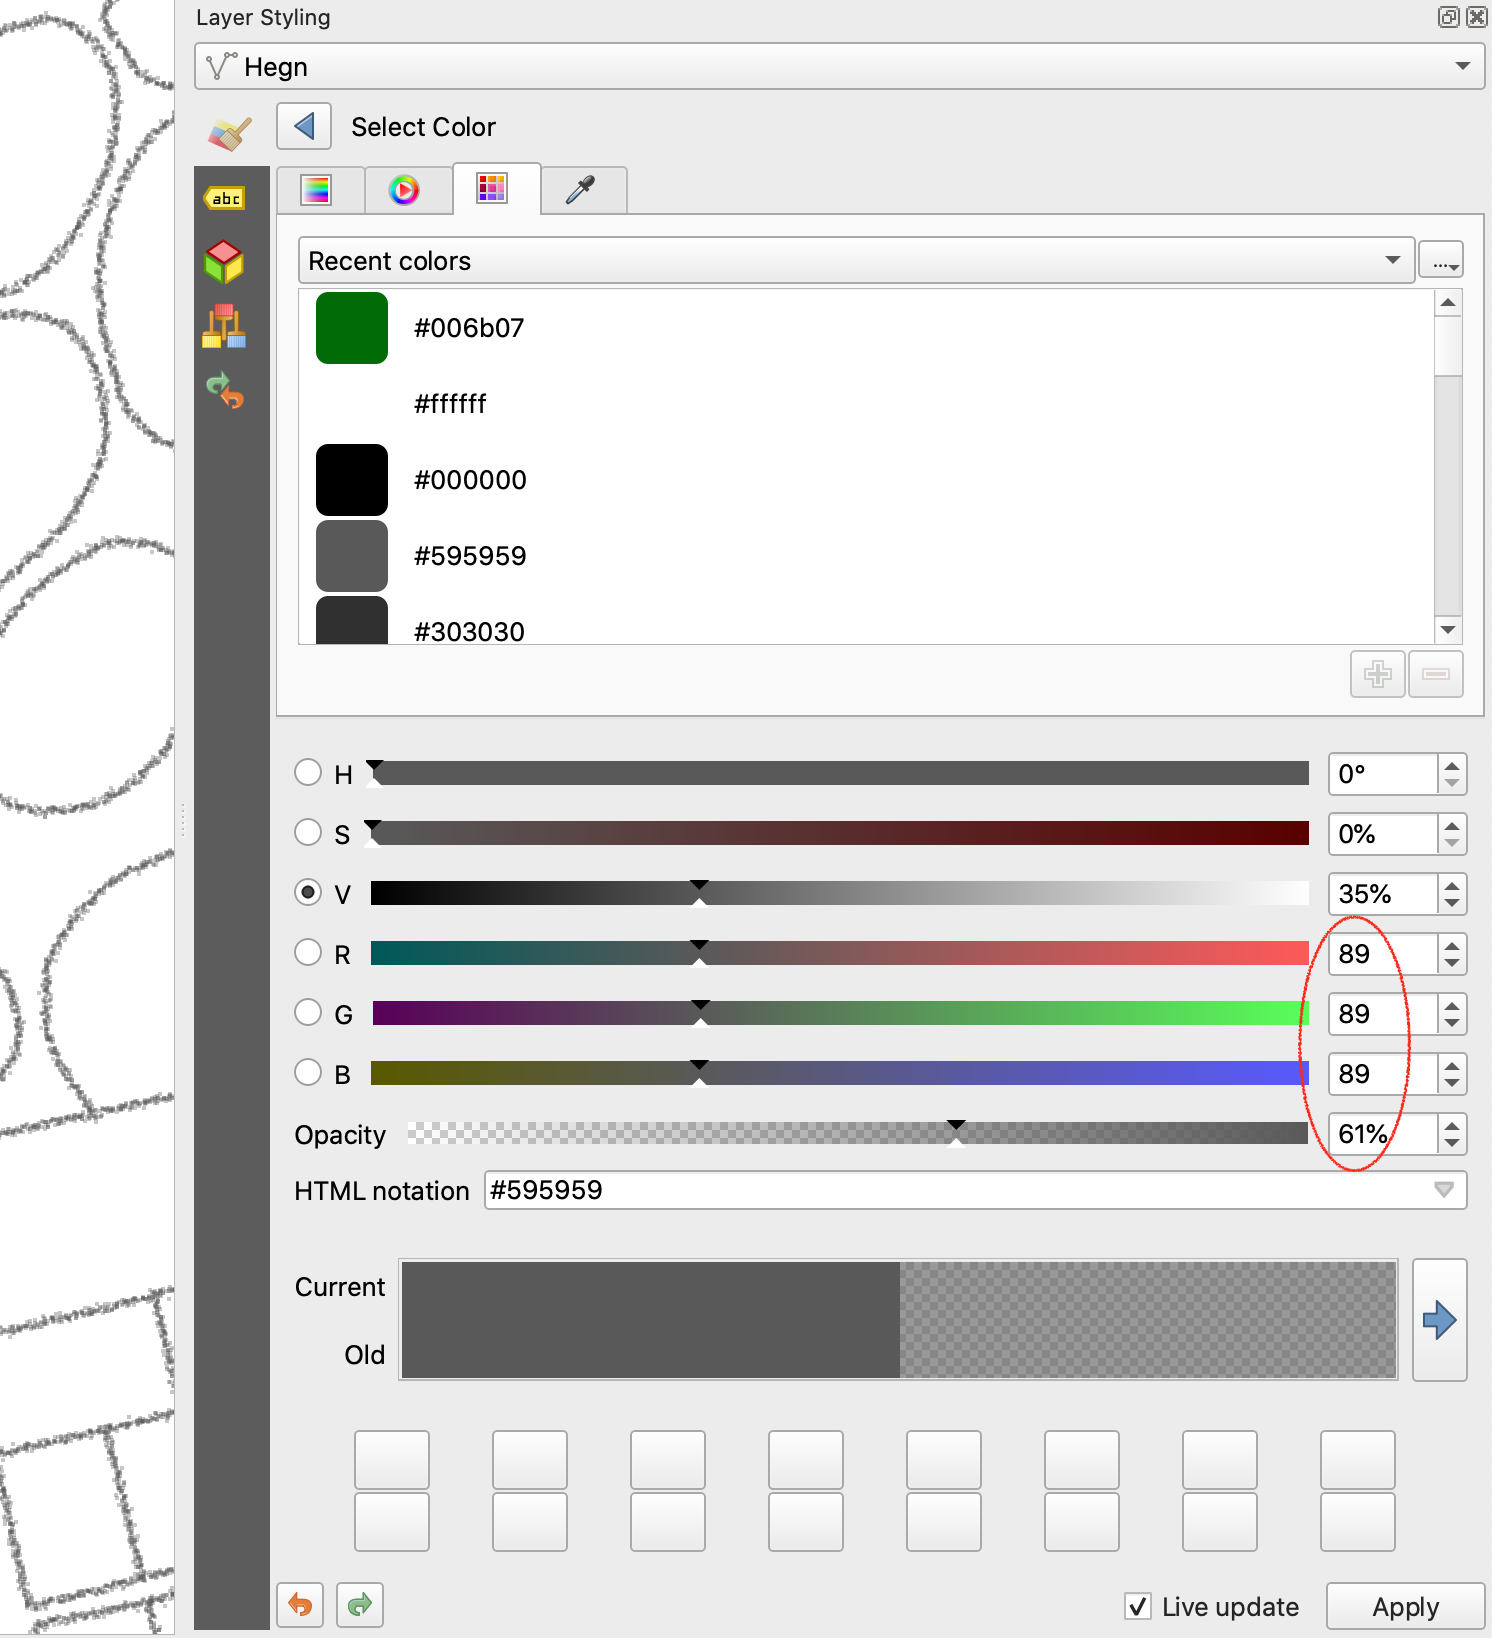 Layer Styling
Hegn
Select Color
abc
Recent colors
...
#006b07
#ffffff
#000000
#595959
#303030
H 0°
S 0%
V 35%
R 89
G 89
B 89
Opacity 61%
HTML notation #595959
Current
Old
Live update Apply